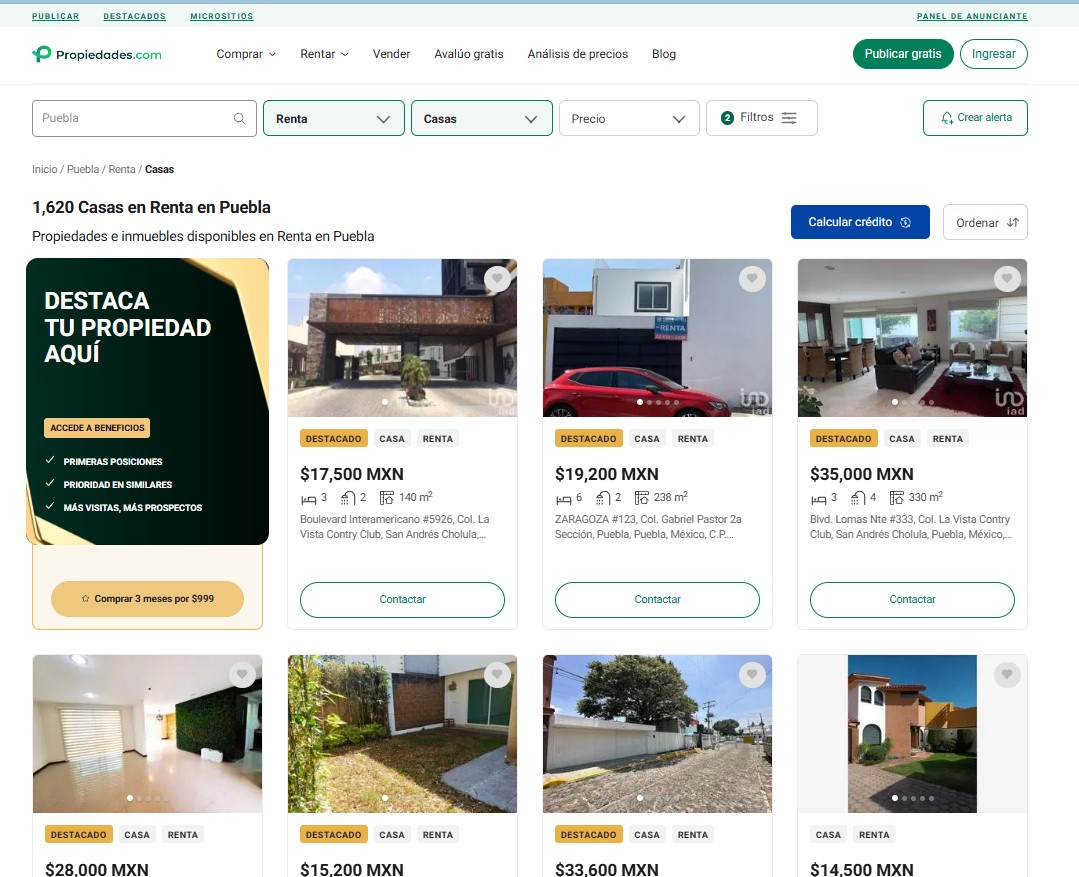 PUBLICAR DESTACADOS MICROSITIOS PANEL DE ANUNCIANTE
Propiedades.com Comprar Rentar Vender Avalúo gratis Análisis de precios Blog Publicar gratis Ingresar
Puebla Renta Casas Precio 2 Filtros Crear alerta
Inicio / Puebla / Renta / Casas
1,620 Casas en Renta en Puebla
Propiedades e inmuebles disponibles en Renta en Puebla
Calcular crédito Ordenar
DESTACA
TU PROPIEDAD
AQUÍ
ACCEDE A BENEFICIOS
PRIMERAS POSICIONES
PRIORIDAD EN SIMILARES
MÁS VISITAS, MÁS PROSPECTOS
Comprar 3 meses por $999
iad
DESTACADO CASA RENTA
$17,500 MXN
3 2 140 m²
Boulevard Interamericano #5926, Col. La
Vista Contry Club, San Andrés Cholula,...
Contactar
RENTA
iad
DESTACADO CASA RENTA
$19,200 MXN
6 2 238 m²
ZARAGOZA #123, Col. Gabriel Pastor 2a
Sección, Puebla, Puebla, México, C.P....
Contactar
iad
DESTACADO CASA RENTA
$35,000 MXN
3 4 330 m²
Blvd. Lomas Nte #333, Col. La Vista Contry
Club, San Andrés Cholula, Puebla, México,...
Contactar
DESTACADO CASA RENTA
$28,000 MXN
DESTACADO CASA RENTA
$15,200 MXN
DESTACADO CASA RENTA
$33,600 MXN
CASA RENTA
$14,500 MXN